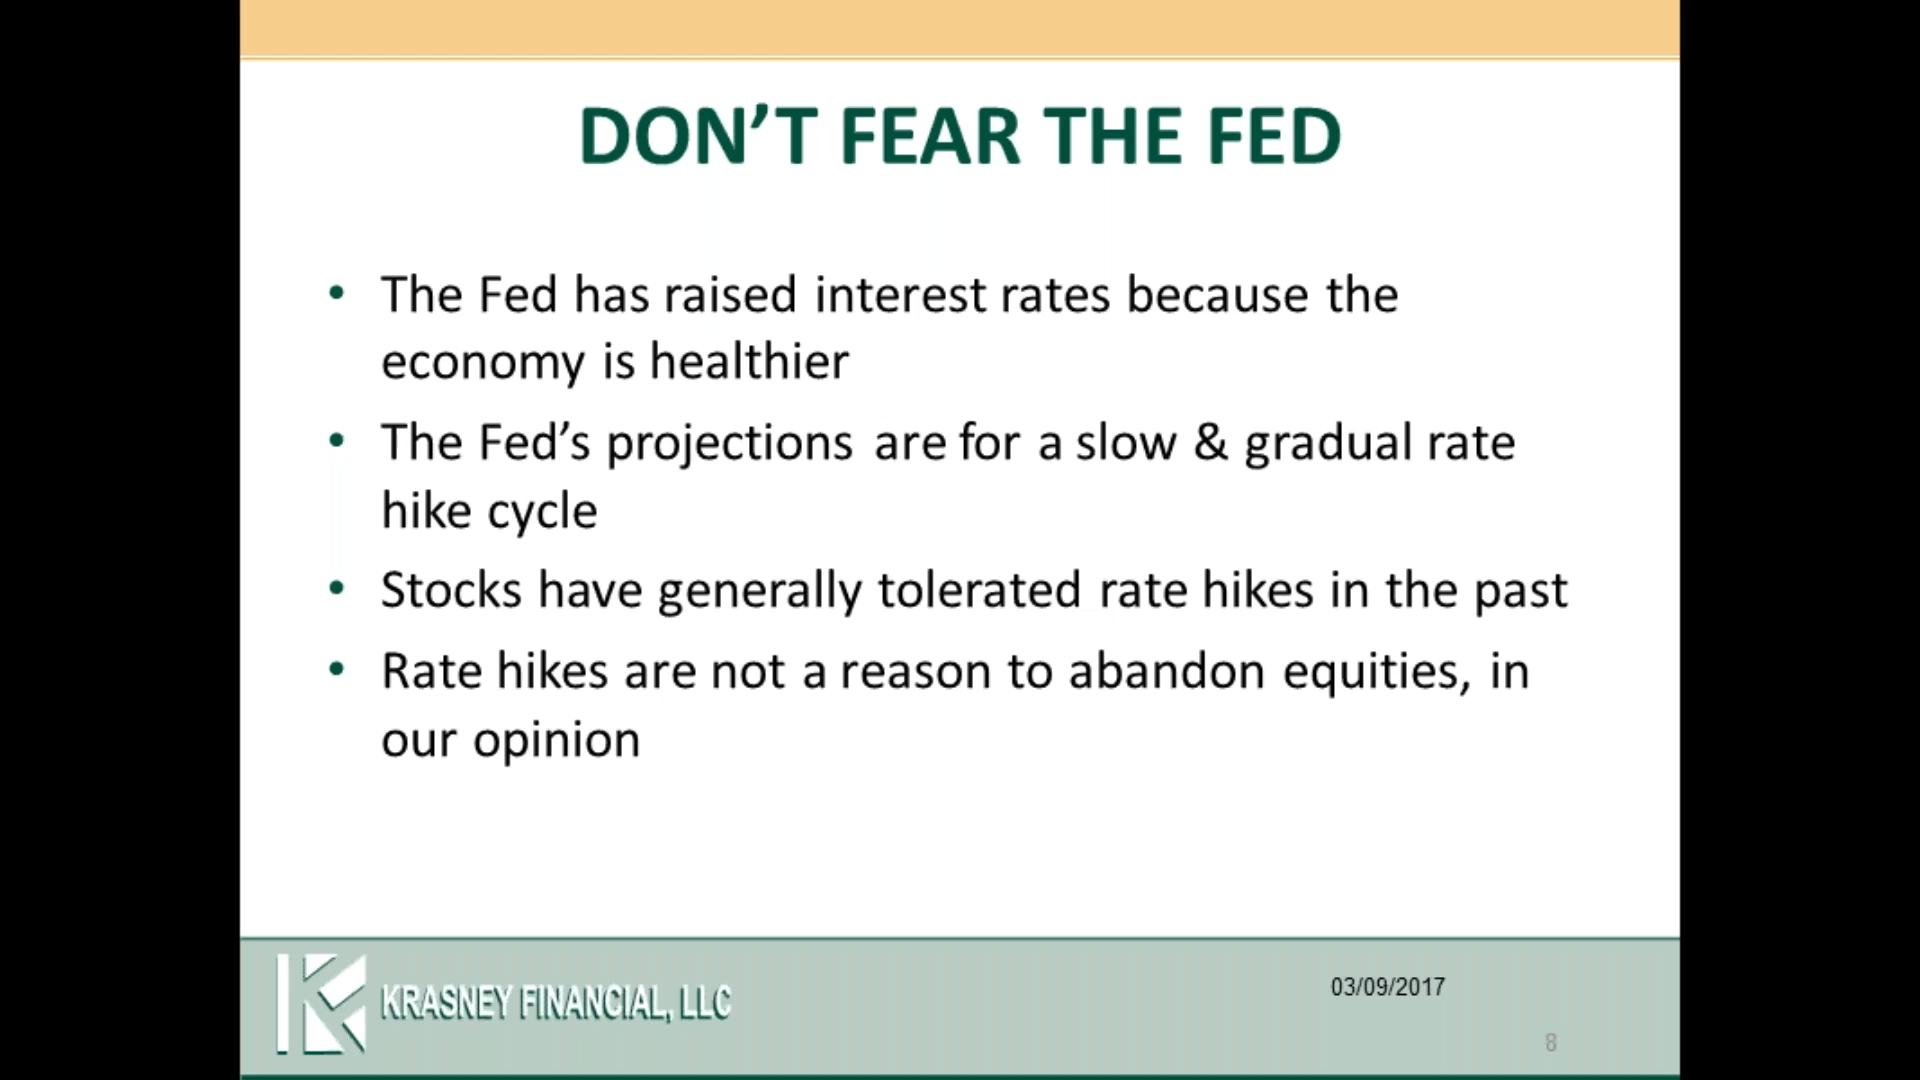 DON’T FEAR THE FED
• The Fed has raised interest rates because the
economy is healthier
• The Fed’s projections are for a slow & gradual rate
hike cycle
• Stocks have generally tolerated rate hikes in the past
• Rate hikes are not a reason to abandon equities, in
our opinion
KRASNEY FINANCIAL, LLC
03/09/2017
8